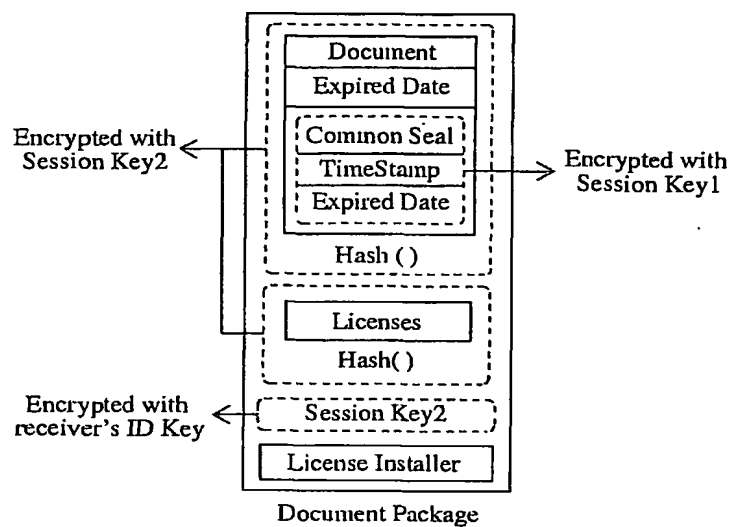 Document
Expired Date
Common Seal
TimeStamp
Expired Date
Hash ( )
Encrypted with
Session Key2
Encrypted with
Session Key1
Licenses
Hash( )
Encrypted with
receiver's ID Key
Session Key2
License Installer
Document Package